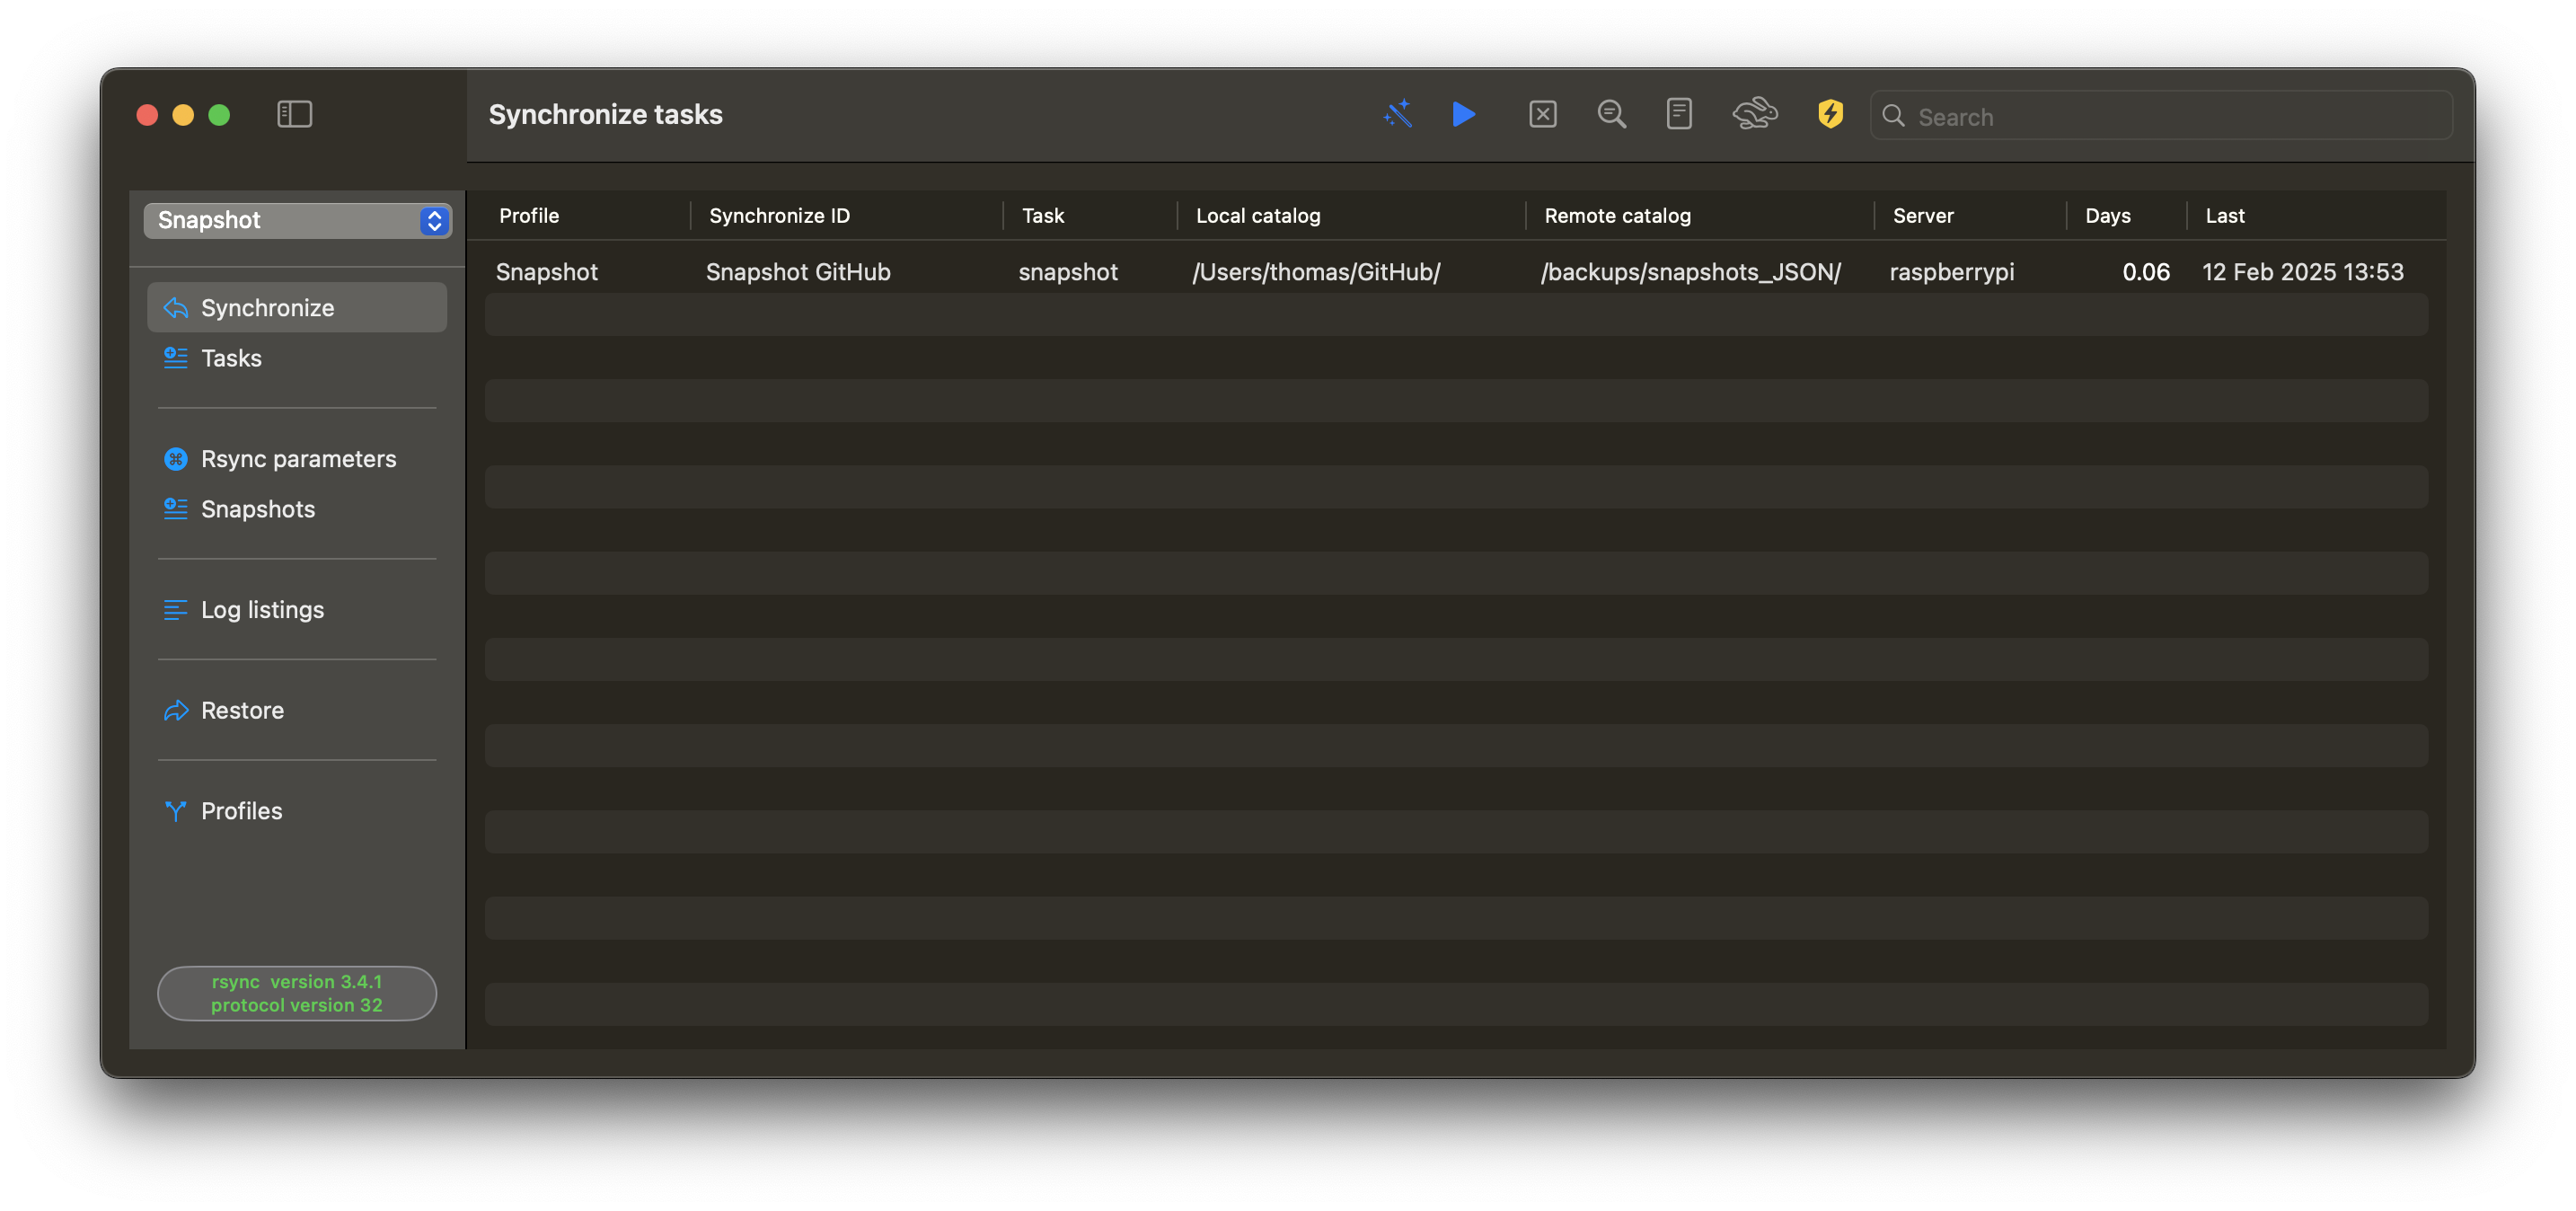 Synchronize tasks
Search
Snapshot
Synchronize
Tasks
Rsync parameters
Snapshots
Log listings
Restore
Profiles
rsync  version 3.4.1
protocol version 32
Profile Synchronize ID Task Local catalog Remote catalog Server Days Last
Snapshot Snapshot GitHub snapshot /Users/thomas/GitHub/ /backups/snapshots_JSON/ raspberrypi 0.06 12 Feb 2025 13:53